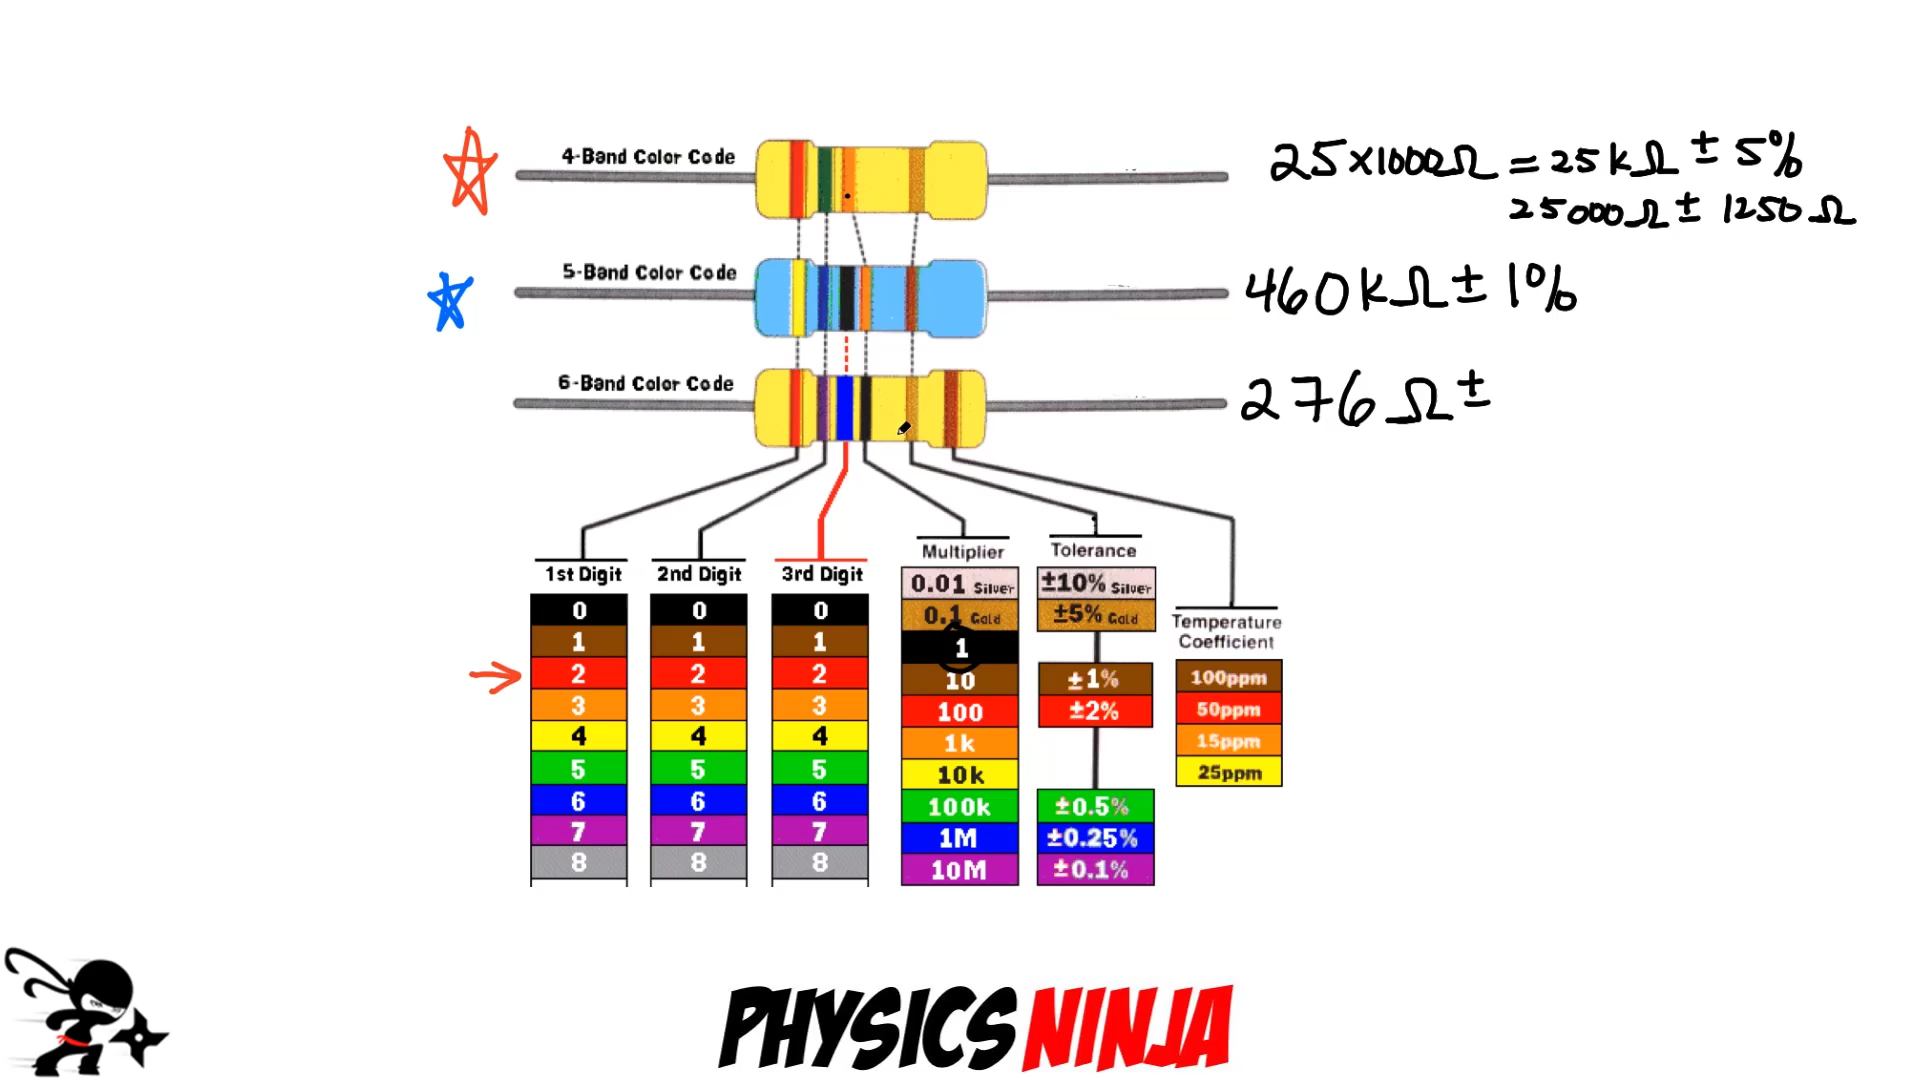 4-Band Color Code
25x1000Ω = 25kΩ ± 5%
25000Ω ± 1250Ω
5-Band Color Code
460kΩ ± 1%
6-Band Color Code
276Ω ±
1st Digit
0
1
2
3
4
5
6
7
8
2nd Digit
0
1
2
3
4
5
6
7
8
3rd Digit
0
1
2
3
4
5
6
7
8
Multiplier
0.01 Silver
0.1 Gold
1
10
100
1k
10k
100k
1M
10M
Tolerance
±10% Silver
±5% Gold
±1%
±2%
±0.5%
±0.25%
±0.1%
Temperature
Coefficient
100ppm
50ppm
15ppm
25ppm
PHYSICS NINJA